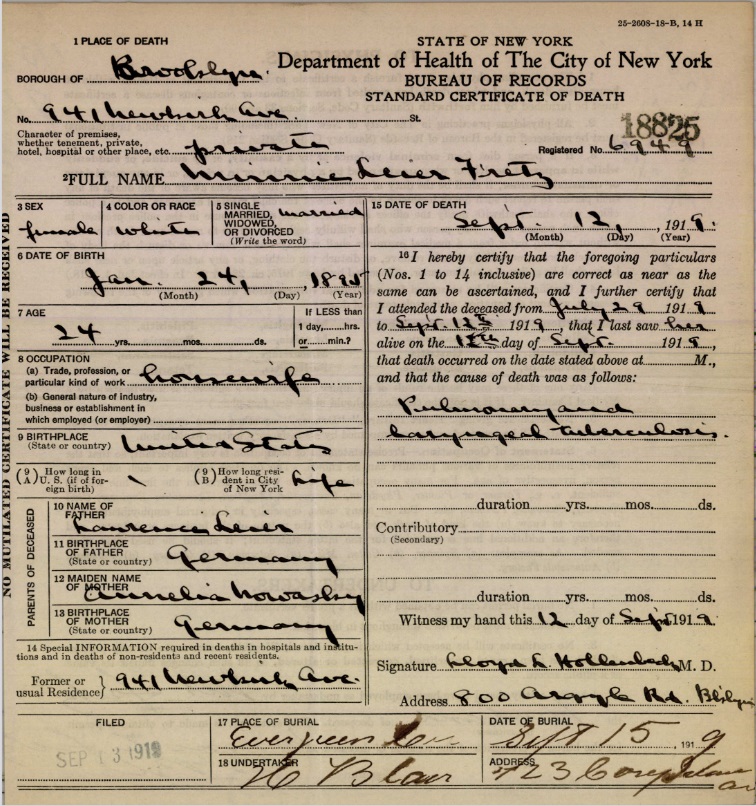 25-2608-18-B, 14 H
1 PLACE OF DEATH
STATE OF NEW YORK
Department of Health of The City of New York
BUREAU OF RECORDS
STANDARD CERTIFICATE OF DEATH
BOROUGH OF Brooklyn
No. 941 Newkirk Ave. St.
Character of premises,
whether tenement, private,
hotel, hospital or other place, etc. private
18825
Registered No. 6949
2 FULL NAME Minnie Leier Fretz
3 SEX
female
4 COLOR OR RACE
white
5 SINGLE
MARRIED,
WIDOWED,
OR DIVORCED
(Write the word)
married
6 DATE OF BIRTH
Jan. 24, 1895
(Month) (Day) (Year)
7 AGE
24 yrs. mos. ds.
If LESS than
1 day, hrs.
or min.?
8 OCCUPATION
(a) Trade, profession, or
particular kind of work housewife
(b) General nature of industry,
business or establishment in
which employed (or employer)
9 BIRTHPLACE
(State or country) United States
(9 A) How long in
U. S. (if of for-
eign birth) \
(9 B) How long resi-
dent in City
of New York Life
PARENTS OF DECEASED
10 NAME OF
FATHER
Laurence Leier
11 BIRTHPLACE
OF FATHER
(State or country) Germany
12 MAIDEN NAME
OF MOTHER
13 BIRTHPLACE
OF MOTHER
(State or country) Germany
14 Special INFORMATION required in deaths in hospitals and institu-
tions and in deaths of non-residents and recent residents.
Former or
usual Residence } 941 Newkirk Ave.
NO MUTILATED CERTIFICATE WILL BE RECEIVED
15 DATE OF DEATH
Sept. 12, 1919.
(Month) (Day) (Year)
16 I hereby certify that the foregoing particulars
(Nos. 1 to 14 inclusive) are correct as near as the
same can be ascertained, and I further certify that
I attended the deceased from July 29 1919
to Sept. 12th 1919, that I last saw her
alive on the 12th day of Sept. 1919,
that death occurred on the date stated above at M.,
and that the cause of death was as follows:
Pulmonary and
laryngeal tuberculosis.
duration yrs. mos. ds.
Contributory
(Secondary)
duration yrs. mos. ds.
Witness my hand this 12 day of Sept 1919
Signature Lloyd L. Hollenbeck M. D.
Address 800 Argyle Rd. Bklyn
FILED
SEP 13 1919
17 PLACE OF BURIAL
Evergreen
DATE OF BURIAL
Sept 15 1919
18 UNDERTAKER
H Blair
ADDRESS
723 Coney Island
av